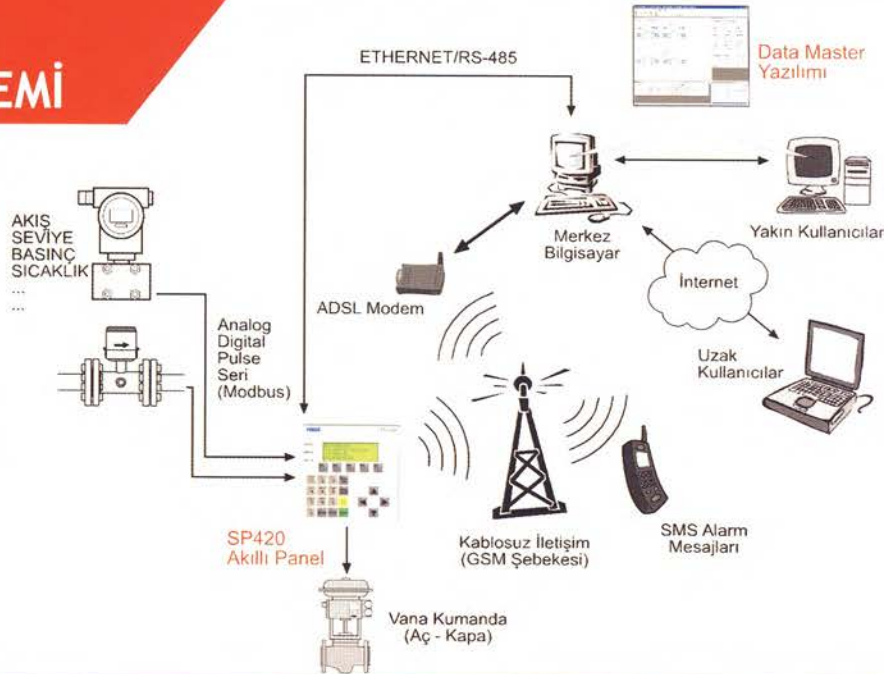 EMİ
ETHERNET/RS-485
Data Master
Yazılımı
AKIŞ
SEVİYE
BASINÇ
SICAKLIK
...
...
Merkez
Bilgisayar
Yakın Kullanıcılar
ADSL Modem
İnternet
Analog
Digital
Pulse
Seri
(Modbus)
Uzak
Kullanıcılar
SP420
Akıllı Panel
Kablosuz İletişim
(GSM Şebekesi)
SMS Alarm
Mesajları
Vana Kumanda
(Aç - Kapa)